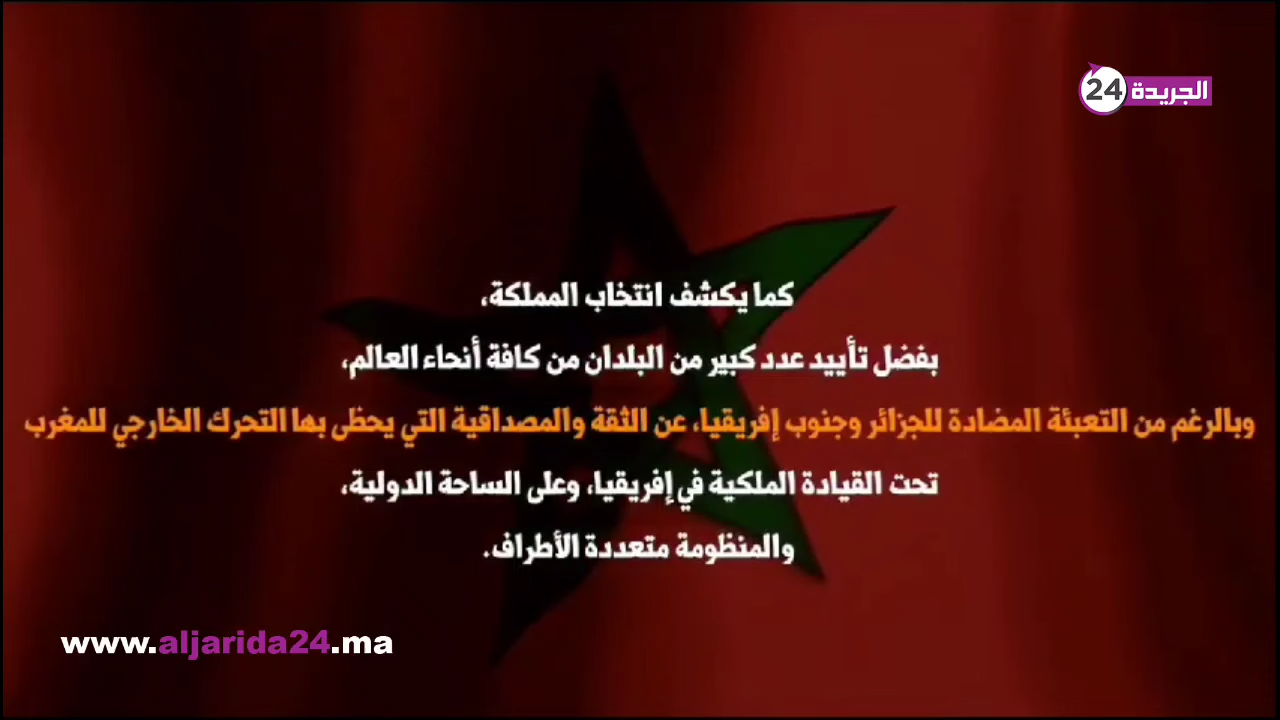 الجريدة 24
كما يكشف انتخاب المملكة،
بفضل تأييد عدد كبير من البلدان من كافة أنحاء العالم،
وبالرغم من التعبئة المضادة للجزائر وجنوب إفريقيا، عن الثقة والمصداقية التي يحظى بها التحرك الخارجي للمغرب
تحت القيادة الملكية في إفريقيا، وعلى الساحة الدولية،
والمنظومة متعددة الأطراف.
www.aljarida24.ma